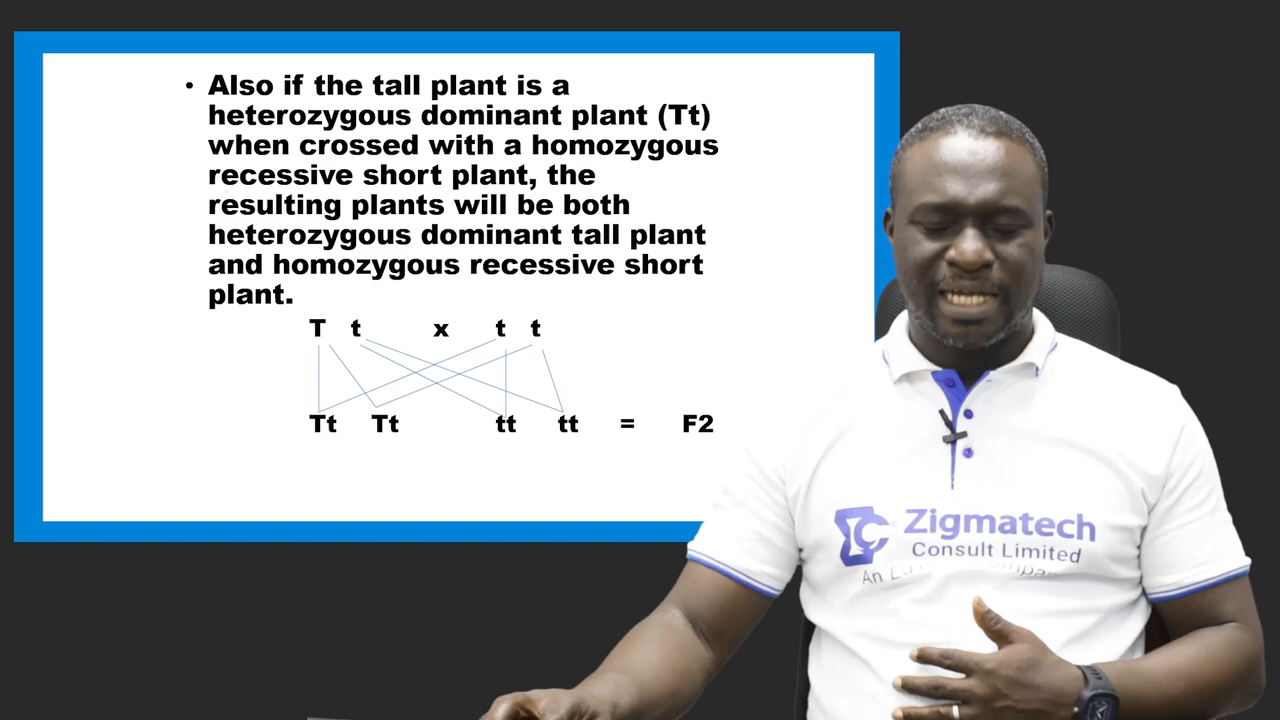 • Also if the tall plant is a
heterozygous dominant plant (Tt)
when crossed with a homozygous
recessive short plant, the
resulting plants will be both
heterozygous dominant tall plant
and homozygous recessive short
plant.
T t x t t
Tt Tt tt tt = F2
Zigmatech
Consult Limited
An